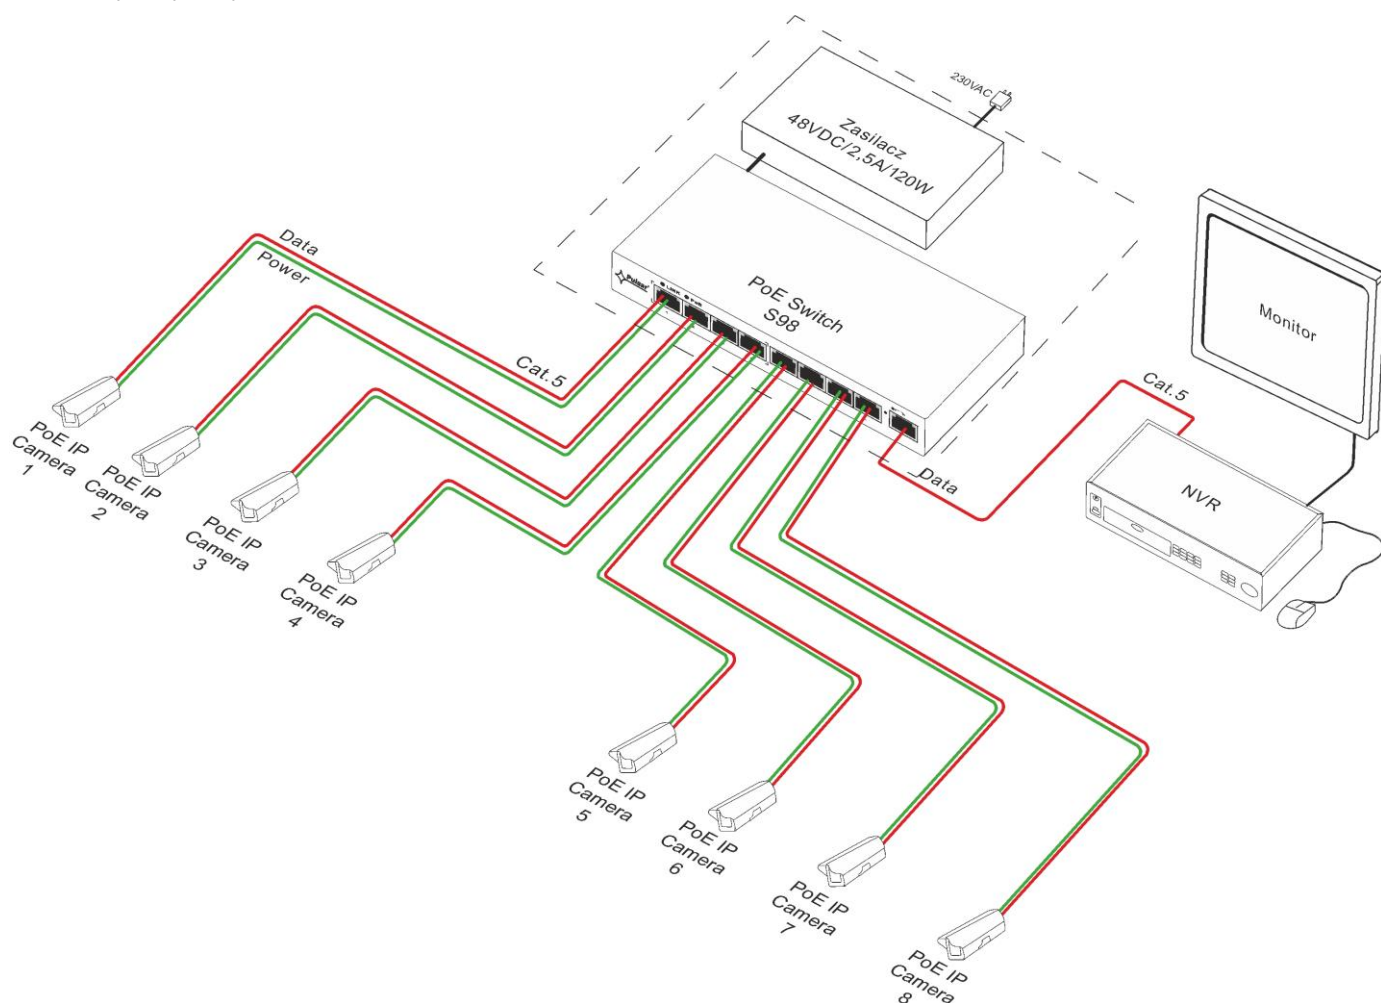 230VAC
Zasilacz
48VDC/2,5A/120W
Data
Power
Pulsar
LINK
PoE
PoE Switch
S98
Monitor
Cat.5
Cat.5
Data
NVR
PoE IP
Camera
1
PoE IP
Camera
2
PoE IP
Camera
3
PoE IP
Camera
4
PoE IP
Camera
5
PoE IP
Camera
6
PoE IP
Camera
7
PoE IP
Camera
8